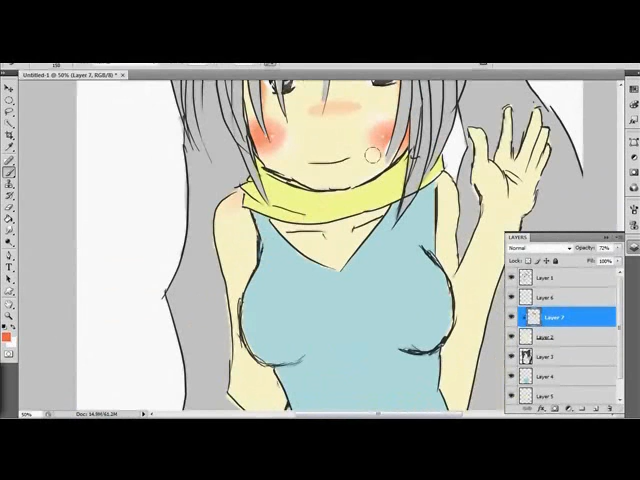 Untitled-1 @ 50% (Layer 7, RGB/8) *
LAYERS
Normal
Opacity: 72%
Lock:
Fill: 100%
Layer 1
Layer 6
Layer 7
Layer 2
Layer 3
Layer 4
Layer 5
50%
Doc: 14.9M/61.2M